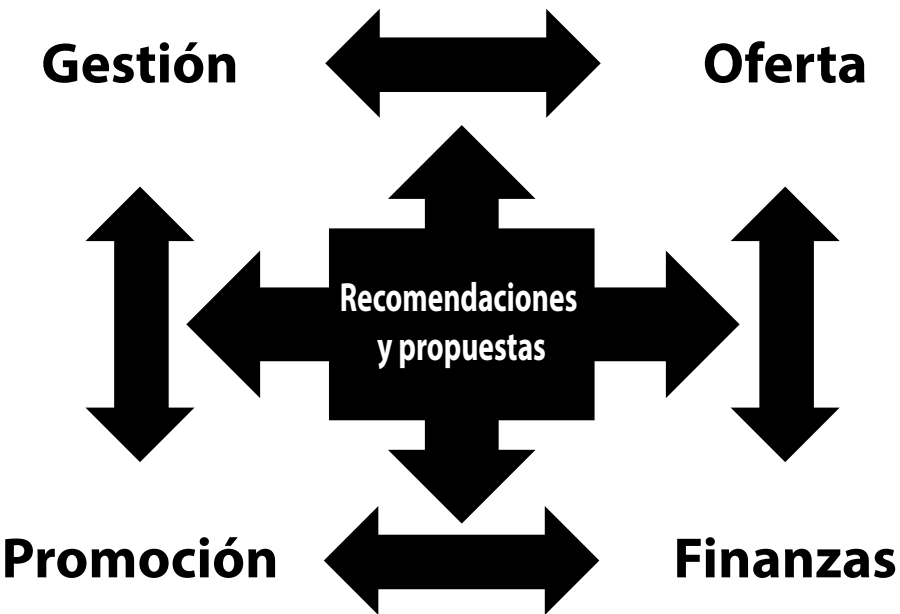 Gestión
Oferta
Recomendaciones
y propuestas
Promoción
Finanzas